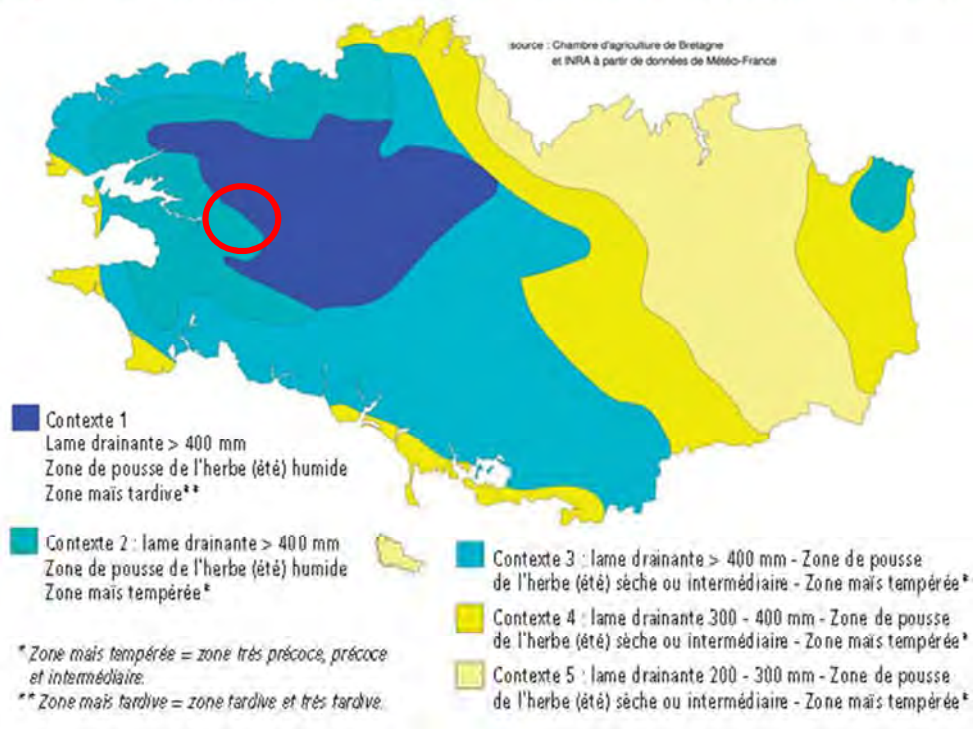 source : Chambre d'agriculture de Bretagne
et INRA à partir de données de Météo-France
Contexte 1
Lame drainante > 400 mm
Zone de pousse de l'herbe (été) humide
Zone maïs tardive**
Contexte 2 : lame drainante > 400 mm
Zone de pousse de l'herbe (été) humide
Zone maïs tempérée*
* Zone maïs tempérée = zone très précoce, précoce
et intermédiaire.
** Zone maïs tardive = zone tardive et très tardive.
Contexte 3 : lame drainante > 400 mm - Zone de pousse
de l'herbe (été) sèche ou intermédiaire - Zone maïs tempérée*
Contexte 4 : lame drainante 300 - 400 mm - Zone de pousse
de l'herbe (été) sèche ou intermédiaire - Zone maïs tempérée*
Contexte 5 : lame drainante 200 - 300 mm - Zone de pousse
de l'herbe (été) sèche ou intermédiaire - Zone maïs tempérée*